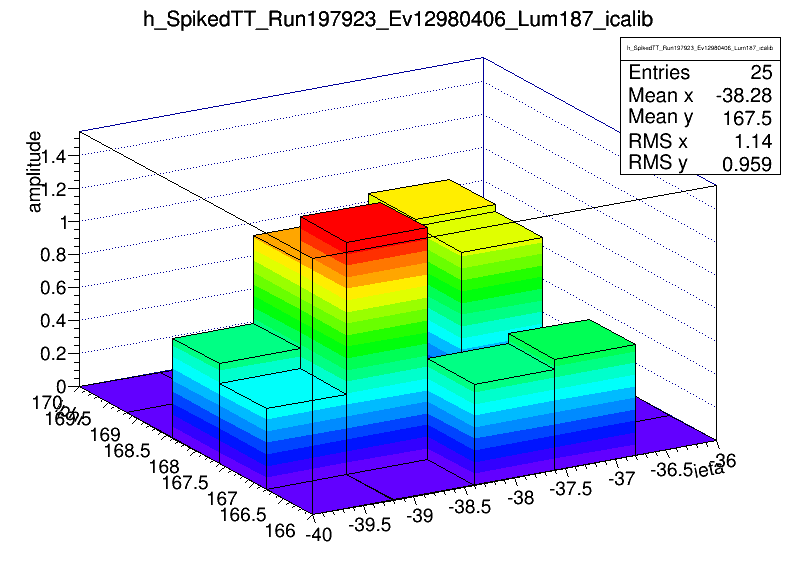 h_SpikedTT_Run197923_Ev12980406_Lum187_icalib
h_SpikedTT_Run197923_Ev12980406_Lum187_icalib
Entries 25
Mean x -38.28
Mean y 167.5
RMS x 1.14
RMS y 0.959
amplitude
1.4
1.2
1
0.8
0.6
0.4
0.2
0
170
169.5
169
168.5
168
167.5
167
166.5
166
-40
-39.5
-39
-38.5
-38
-37.5
-37
-36.5
-36
ieta